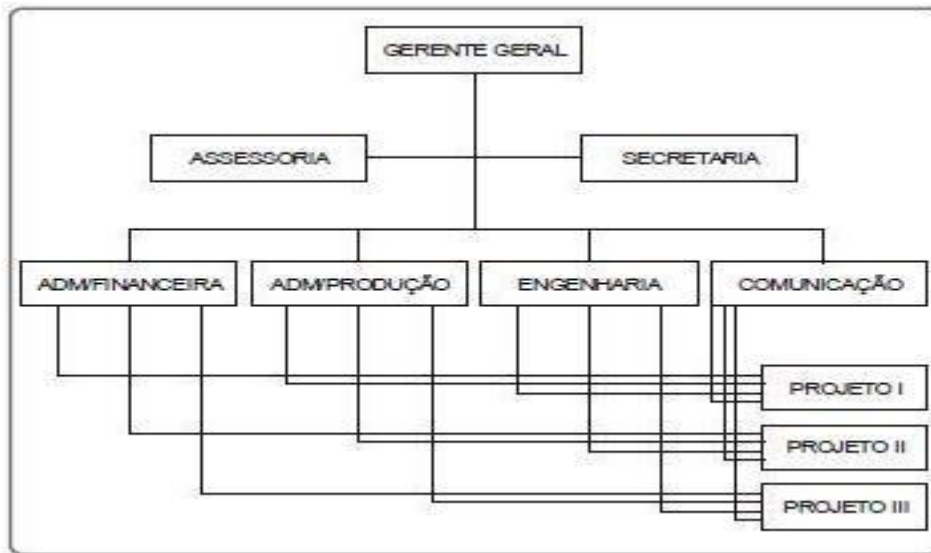 GERENTE GERAL
ASSESSORIA
SECRETARIA
ADM/FINANCEIRA
ADM/PRODUÇÃO
ENGENHARIA
COMUNICAÇÃO
PROJETO I
PROJETO II
PROJETO III